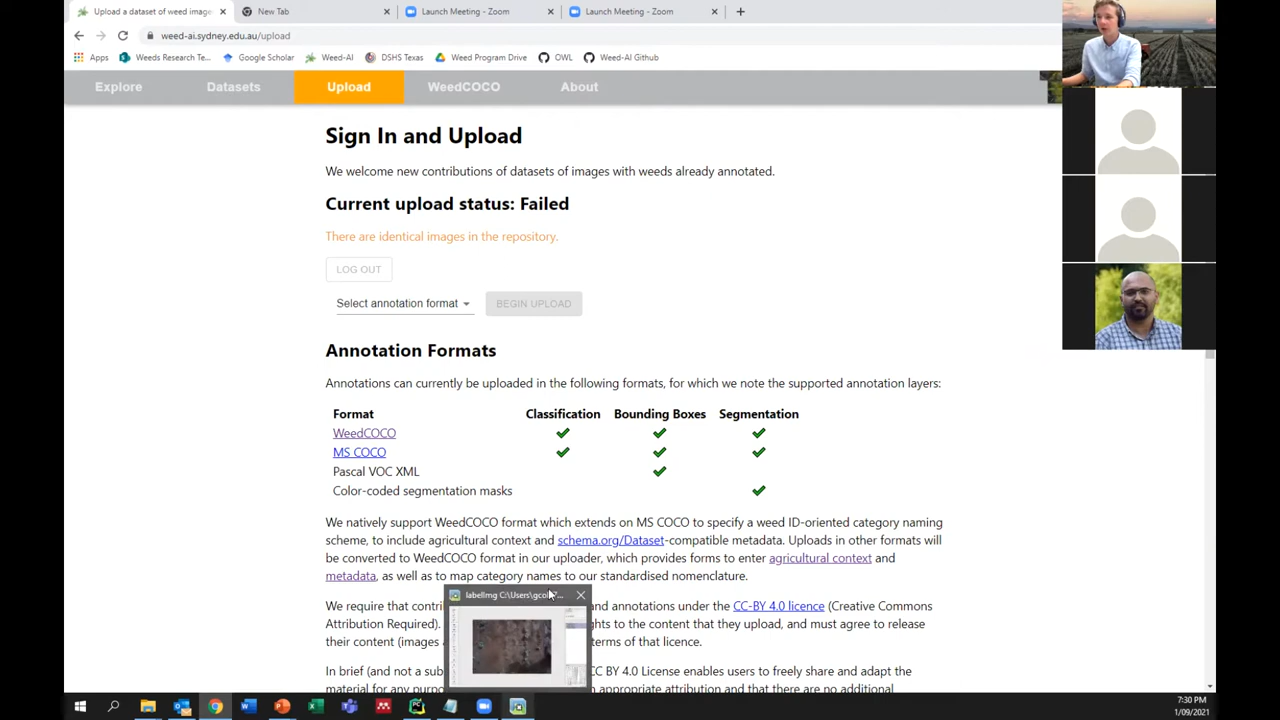 Upload a dataset of weed image
New Tab
Launch Meeting - Zoom
Launch Meeting - Zoom
weed-ai.sydney.edu.au/upload
Apps
Weeds Research Te...
Google Scholar
Weed-AI
DSHS Texas
Weed Program Drive
OWL
Weed-AI Github
Explore
Datasets
Upload
WeedCOCO
About
Sign In and Upload
We welcome new contributions of datasets of images with weeds already annotated.
Current upload status: Failed
There are identical images in the repository.
LOG OUT
Select annotation format
BEGIN UPLOAD
Annotation Formats
Annotations can currently be uploaded in the following formats, for which we note the supported annotation layers:
Format Classification Bounding Boxes Segmentation
WeedCOCO
MS COCO
Pascal VOC XML
Color-coded segmentation masks
We natively support WeedCOCO format which extends on MS COCO to specify a weed ID-oriented category naming
scheme, to include agricultural context and schema.org/Dataset-compatible metadata. Uploads in other formats will
be converted to WeedCOCO format in our uploader, which provides forms to enter agricultural context and
metadata, as well as to map category names to our standardised nomenclature.
labelImg C:\Users\
We require that and annotations under the CC-BY 4.0 licence (Creative Commons
Attribution Required). to the content that they upload, and must agree to release
their content (images terms of that licence.
In brief (and not a CC BY 4.0 License enables users to freely share and adapt the
material for any appropriate attribution and that there are no additional
7:30 PM
1/09/2021